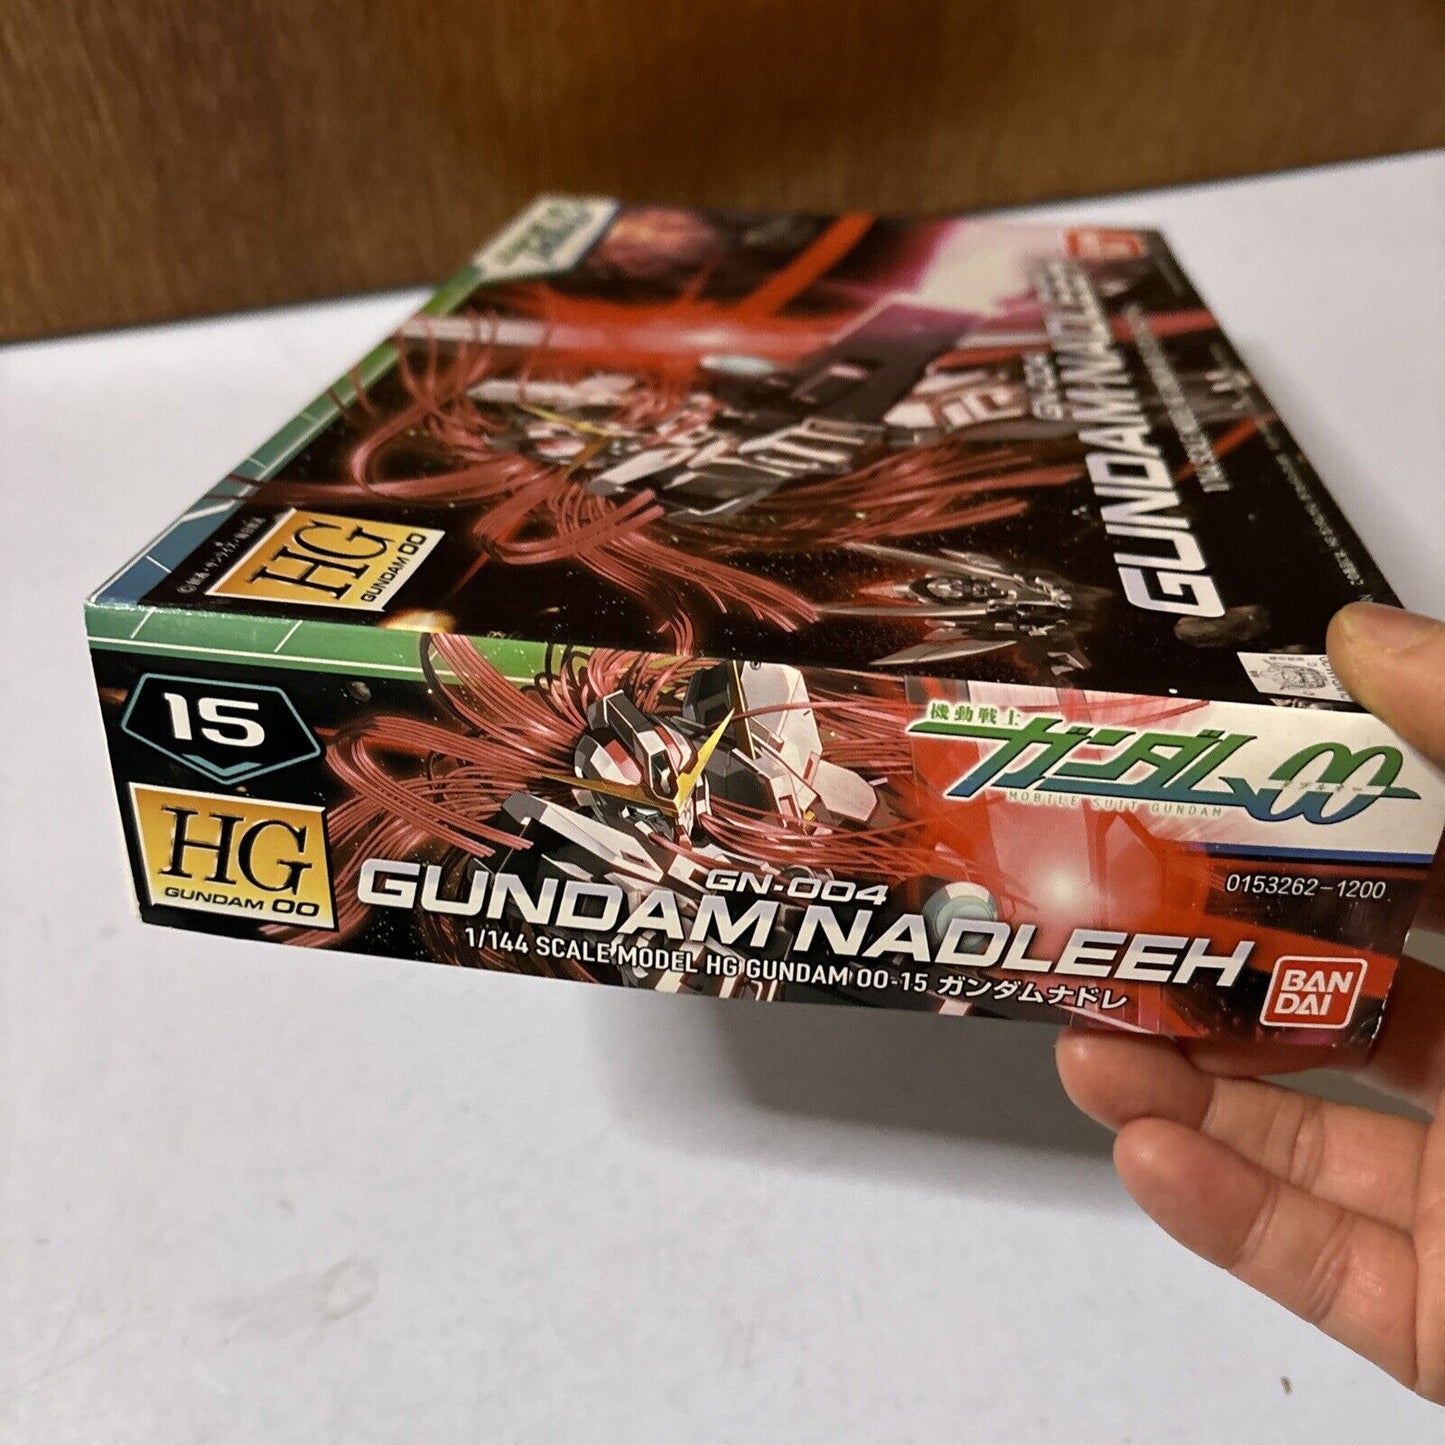 HG
GUNDAM 00
GN-004
GUNDAM NADLEEH
15
HG
GUNDAM 00
機動戦士
ガンダム00
MOBILE SUIT GUNDAM
0153262-1200
GN-004
GUNDAM NADLEEH
1/144 SCALE MODEL HG GUNDAM 00-15 ガンダムナドレ
BAN
DAI